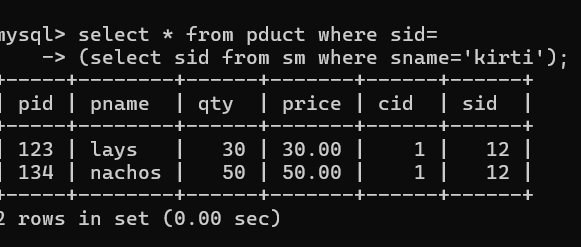 mysql> select * from pduct where sid=
    -> (select sid from sm where sname='kirti');
+-----+--------+-----+-------+-----+-----+
| pid | pname  | qty | price | cid | sid |
+-----+--------+-----+-------+-----+-----+
| 123 | lays   |  30 | 30.00 |   1 |  12 |
| 134 | nachos |  50 | 50.00 |   1 |  12 |
+-----+--------+-----+-------+-----+-----+
2 rows in set (0.00 sec)